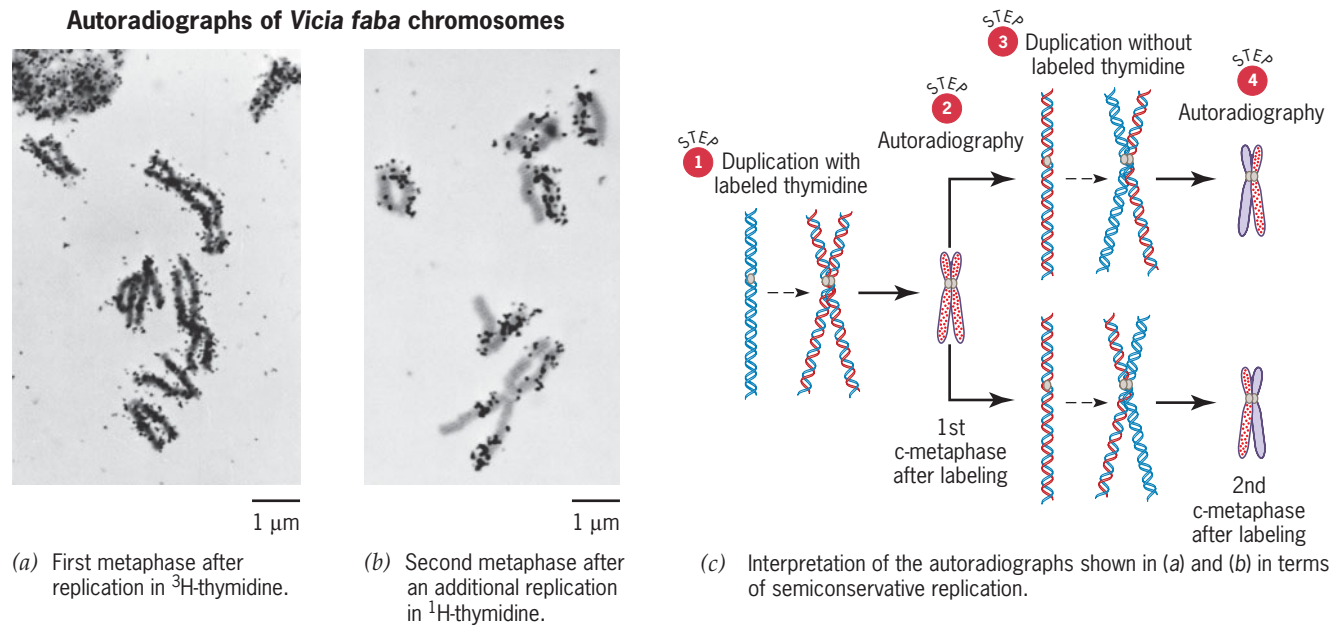 Autoradiographs of Vicia faba chromosomes
1 μm
(a) First metaphase after
replication in ³H-thymidine.
1 μm
(b) Second metaphase after
an additional replication
in ¹H-thymidine.
STEP
1
Duplication with
labeled thymidine
STEP
2
Autoradiography
1st
c-metaphase
after labeling
STEP
3
Duplication without
labeled thymidine
STEP
4
Autoradiography
2nd
c-metaphase
after labeling
(c) Interpretation of the autoradiographs shown in (a) and (b) in terms
of semiconservative replication.